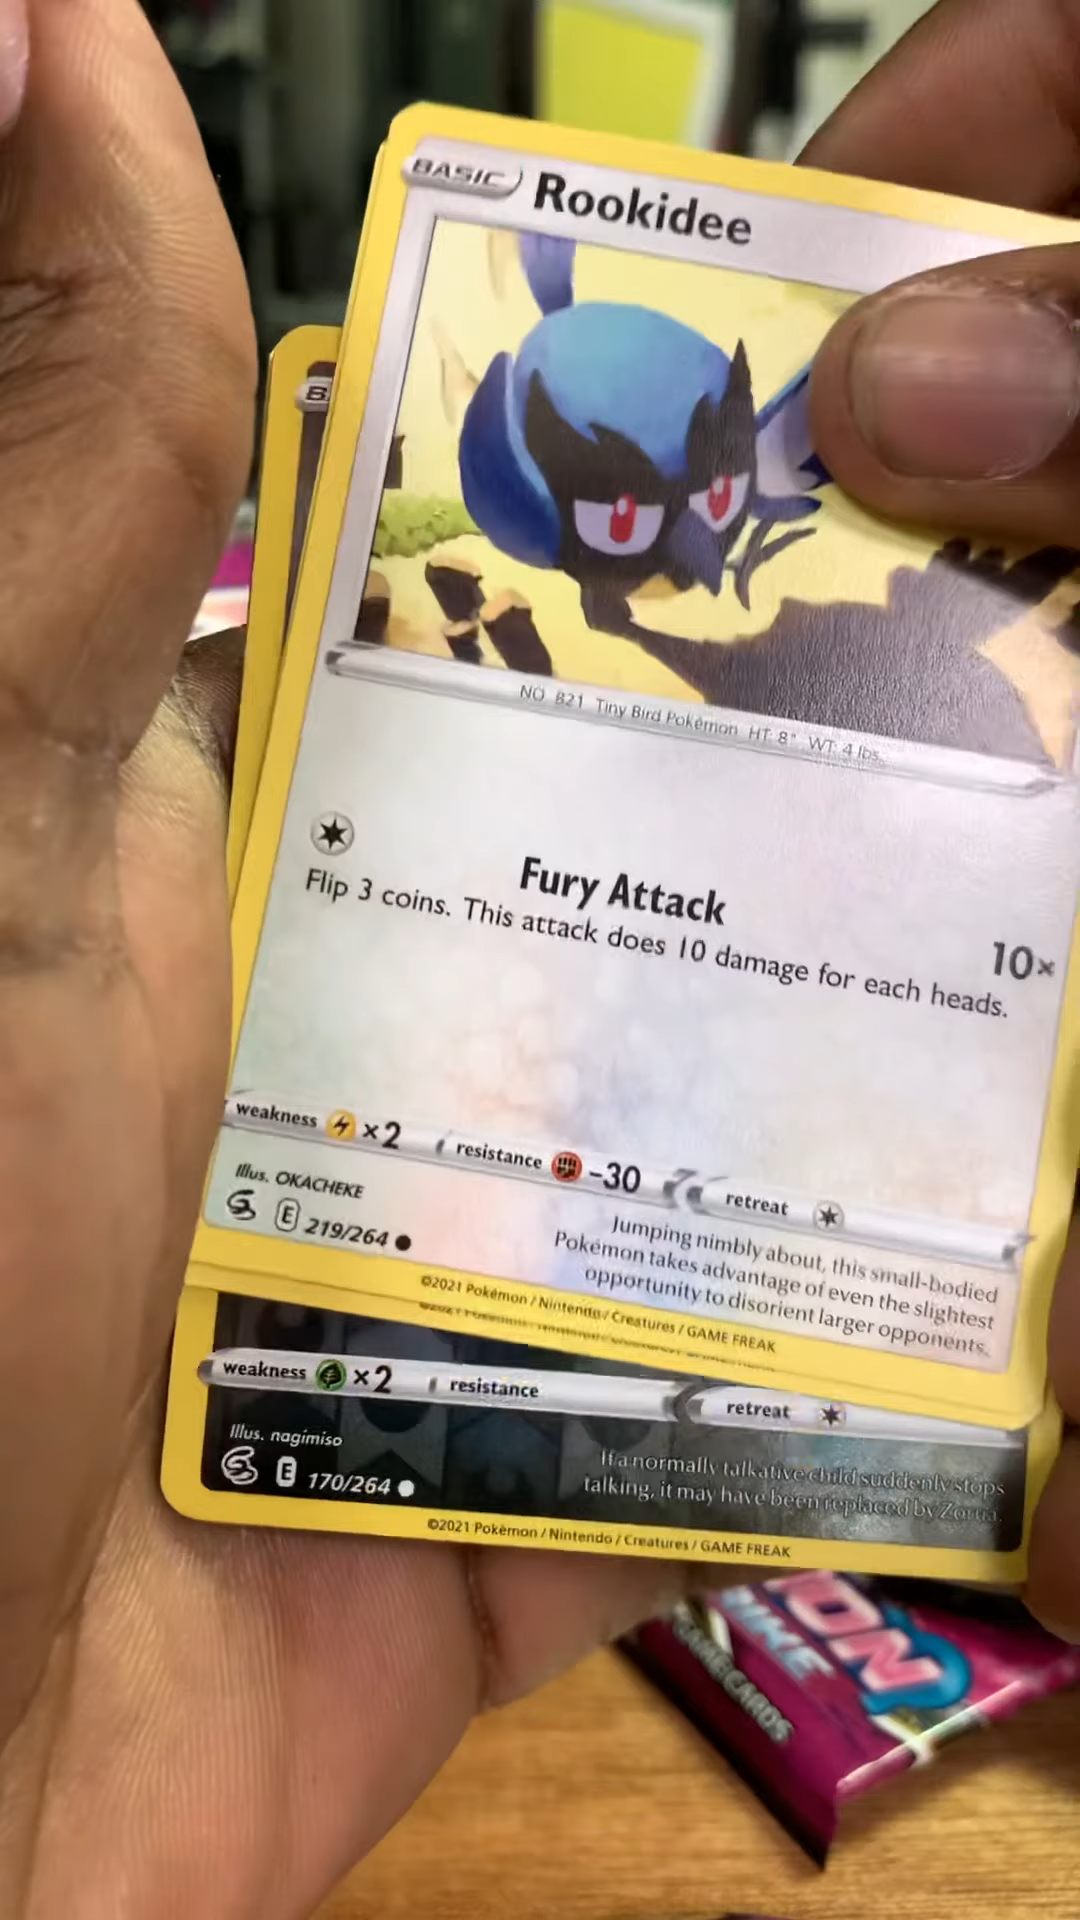 BASIC Rookidee
NO. 821 Tiny Bird Pokémon HT: 8" WT: 4 lbs.
Fury Attack
10×
Flip 3 coins. This attack does 10 damage for each heads.
weakness ×2 resistance -30 retreat
Illus. OKACHEKE
E 219/264
Jumping nimbly about, this small-bodied
Pokémon takes advantage of even the slightest
opportunity to disorient larger opponents.
©2021 Pokémon / Nintendo / Creatures / GAME FREAK
weakness ×2 resistance retreat
Illus. nagimiso
E 170/264
If a normally talkative child suddenly stops
talking, it may have been replaced by Zorua.
©2021 Pokémon / Nintendo / Creatures / GAME FREAK
GAME CARDS